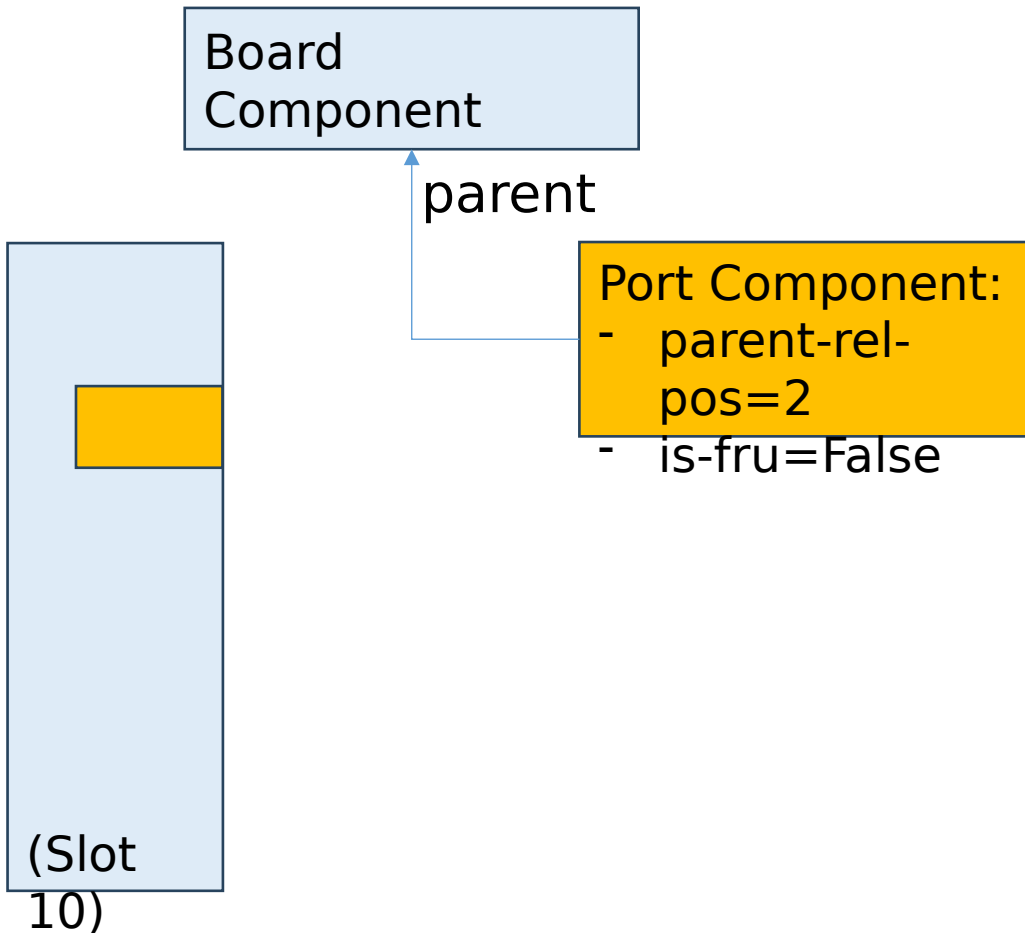 Board
Component
parent
Port Component:
- parent-rel-
pos=2
- is-fru=False
(Slot
10)